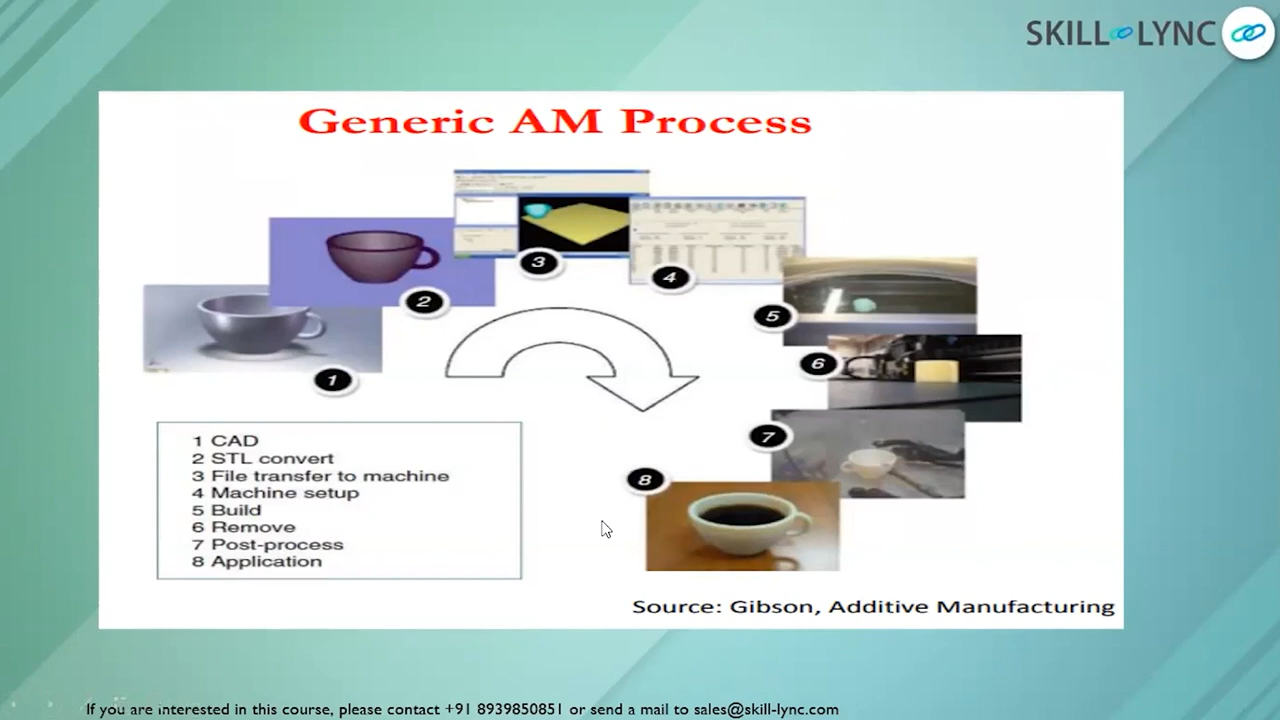 SKILL LYNC
Generic AM Process
1
2
3
4
5
6
7
8
1 CAD
2 STL convert
3 File transfer to machine
4 Machine setup
5 Build
6 Remove
7 Post-process
8 Application
Source: Gibson, Additive Manufacturing
If you are interested in this course, please contact +91 8939850851 or send a mail to sales@skill-lync.com